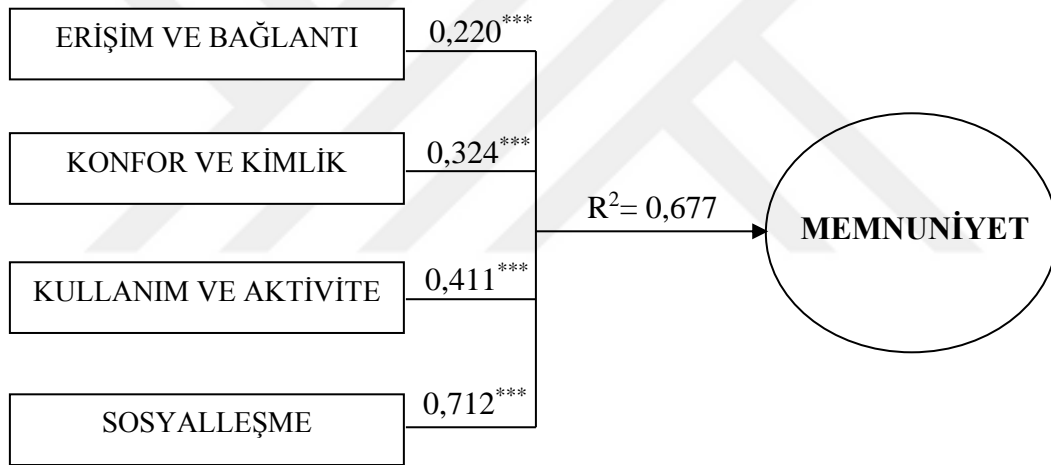 ERİŞİM VE BAĞLANTI 0,220***
KONFOR VE KİMLİK 0,324***
R²= 0,677
MEMNUNİYET
KULLANIM VE AKTİVİTE 0,411***
SOSYALLEŞME 0,712***